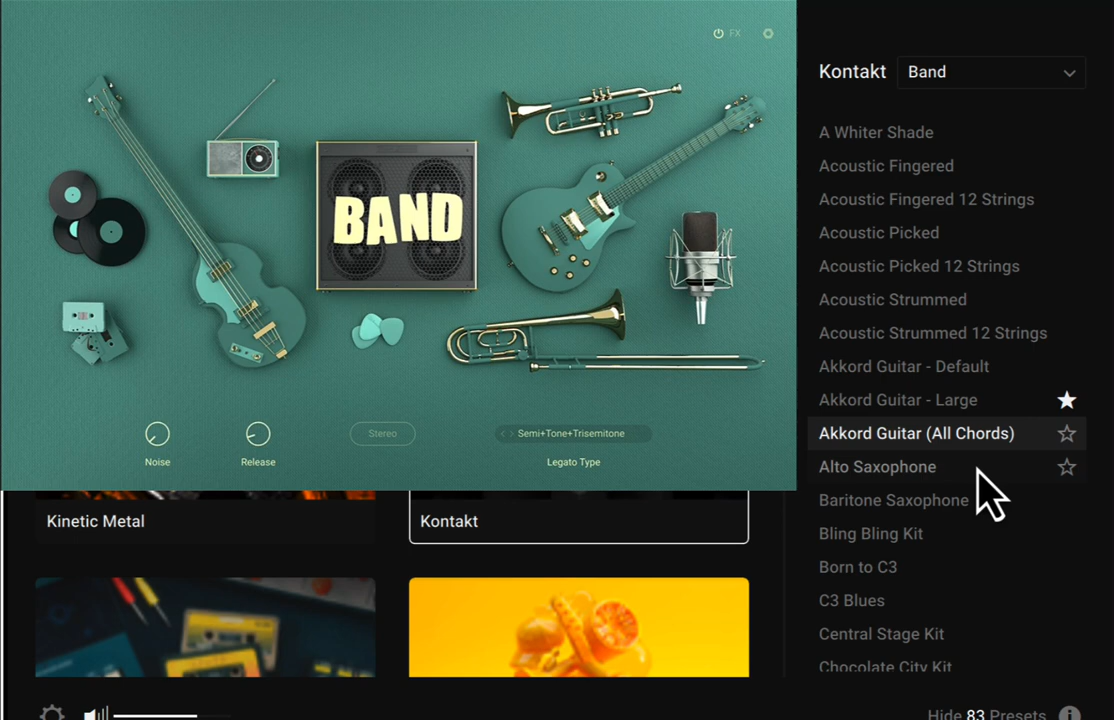 FX
BAND
Noise
Release
Stereo
Semi+Tone+Trisemitone
Legato Type
Kinetic Metal
Kontakt
Kontakt
Band
A Whiter Shade
Acoustic Fingered
Acoustic Fingered 12 Strings
Acoustic Picked
Acoustic Picked 12 Strings
Acoustic Strummed
Acoustic Strummed 12 Strings
Akkord Guitar - Default
Akkord Guitar - Large
Akkord Guitar (All Chords)
Alto Saxophone
Baritone Saxophone
Bling Bling Kit
Born to C3
C3 Blues
Central Stage Kit
Chocolate City Kit
Hide 83 Presets